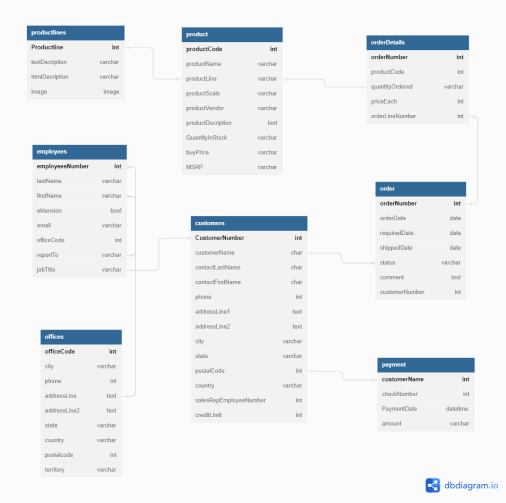 productlines
Productline int
textDecription varchar
htmlDecription varchar
image image
product
productCode int
productName varchar
productLine varchar
productScale varchar
productVendor varchar
productDecription text
QuantityInStock varchar
buyPrice varchar
MSRP varchar
orderDetails
orderNumber int
productCode int
quantityOrdered varchar
priceEach int
orderLineNumber int
employees
employeesNumber int
lastName varchar
firstName varchar
ektension bool
email varchar
officeCode int
reportTo varchar
jobTitle varchar
order
orderNumber int
orderDate date
requiredDate date
shippedDate date
status varchar
comment text
customerNumber int
customers
CustomerNumber int
customerName char
contactLastName char
contactFirstName char
phone int
addressLine1 text
addressLine2 text
city varchar
state varchar
postalCode int
country varchar
salesRepEmployeeNumber int
creditLimit int
offices
officeCode int
city varchar
phone int
addressLine text
addressLine2 text
state varchar
country varchar
postalcode int
territory varchar
payment
customerName int
checkNumber int
PaymentDate datetime
amount varchar
dbdiagram.io